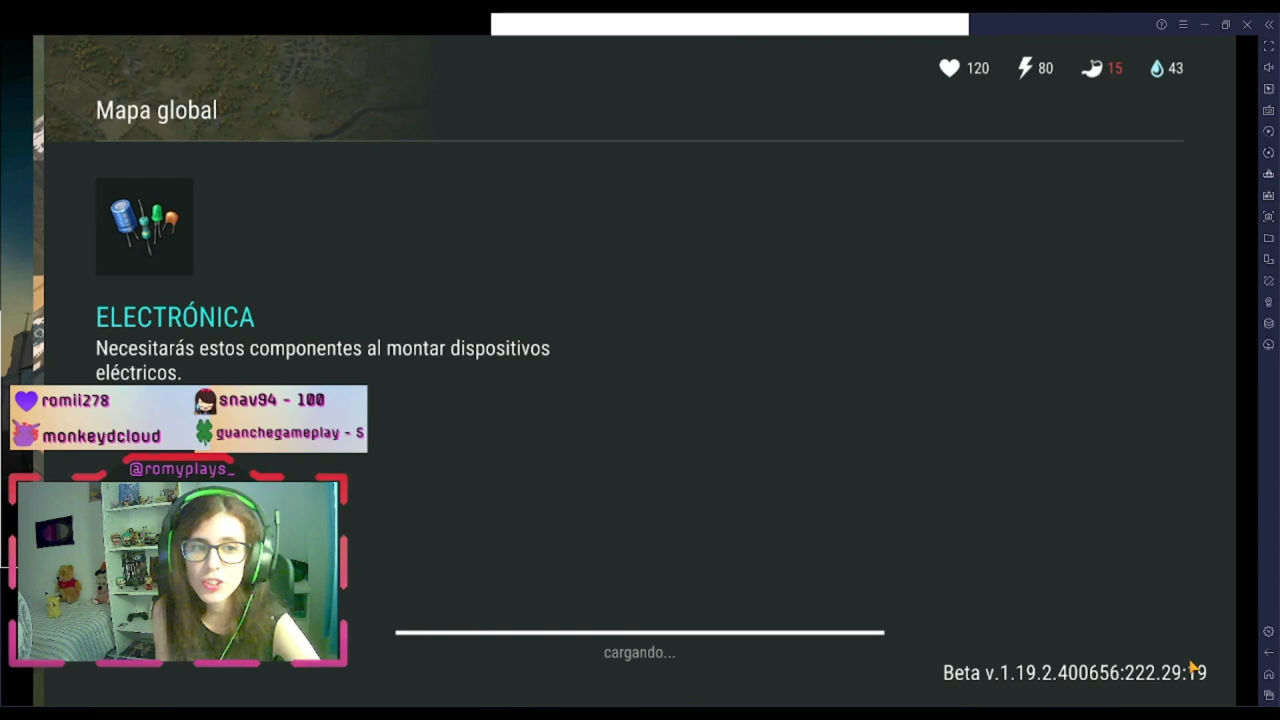 120 80 15 43
Mapa global
ELECTRÓNICA
Necesitarás estos componentes al montar dispositivos
eléctricos.
romii278 snav94 - 100
monkeydcloud guanchegameplay - S
@romyplays_
cargando...
Beta v.1.19.2.400656:222.29:19